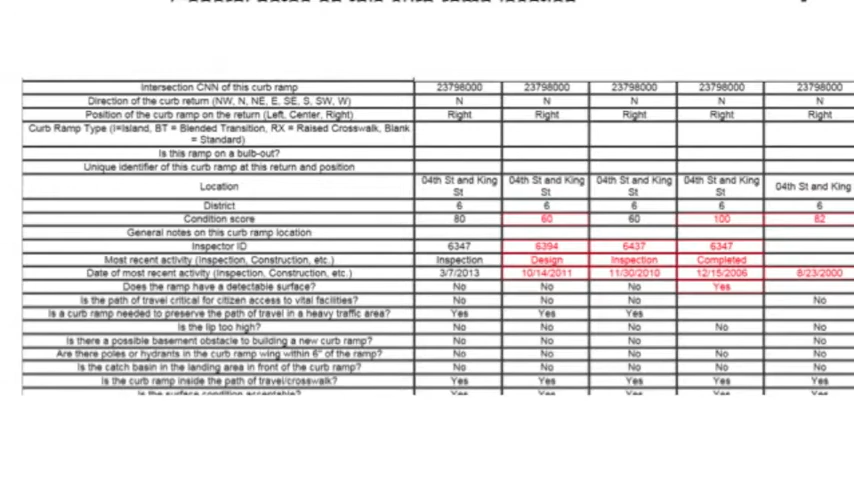 Intersection CNN of this curb ramp 23798000 23798000 23798000 23798000 23798000
Direction of the curb return (NW, N, NE, E, SE, S, SW, W) N N N N N
Position of the curb ramp on the return (Left, Center, Right) Right Right Right Right Right
Curb Ramp Type (I=Island, BT = Blended Transition, RX = Raised Crosswalk, Blank
= Standard)
Is this ramp on a bulb-out?
Unique identifier of this curb ramp at this return and position
Location 04th St and King St 04th St and King St 04th St and King St 04th St and King St 04th St and King
District 6 6 6 6 6
Condition score 80 60 60 100 82
General notes on this curb ramp location
Inspector ID 6347 6394 6437 6347
Most recent activity (Inspection, Construction, etc.) Inspection Design Inspection Completed
Date of most recent activity (Inspection, Construction, etc.) 3/7/2013 10/14/2011 11/30/2010 12/15/2006 8/23/2000
Does the ramp have a detectable surface? No No No Yes
Is the path of travel critical for citizen access to vital facilities? No No No No
Is a curb ramp needed to preserve the path of travel in a heavy traffic area? Yes Yes Yes
Is the lip too high? No No No No No
Is there a possible basement obstacle to building a new curb ramp? No No No No
Are there poles or hydrants in the curb ramp wing within 6" of the ramp? No No No No No
Is the catch basin in the landing area in front of the curb ramp? No No No No No
Is the curb ramp inside the path of travel/crosswalk? Yes Yes Yes Yes Yes
Is the surface condition acceptable? Yes Yes Yes Yes Yes